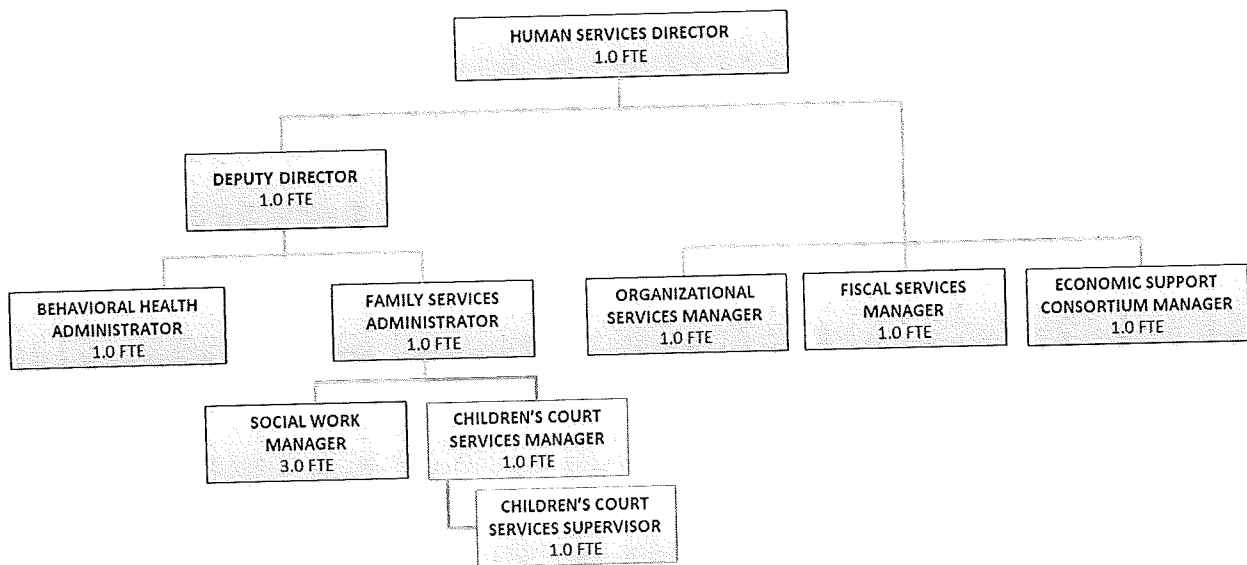 HUMAN SERVICES DIRECTOR
1.0 FTE
DEPUTY DIRECTOR
1.0 FTE
BEHAVIORAL HEALTH
ADMINISTRATOR
1.0 FTE
FAMILY SERVICES
ADMINISTRATOR
1.0 FTE
ORGANIZATIONAL
SERVICES MANAGER
1.0 FTE
FISCAL SERVICES
MANAGER
1.0 FTE
ECONOMIC SUPPORT
CONSORTIUM MANAGER
1.0 FTE
SOCIAL WORK
MANAGER
3.0 FTE
CHILDREN'S COURT
SERVICES MANAGER
1.0 FTE
CHILDREN'S COURT
SERVICES SUPERVISOR
1.0 FTE